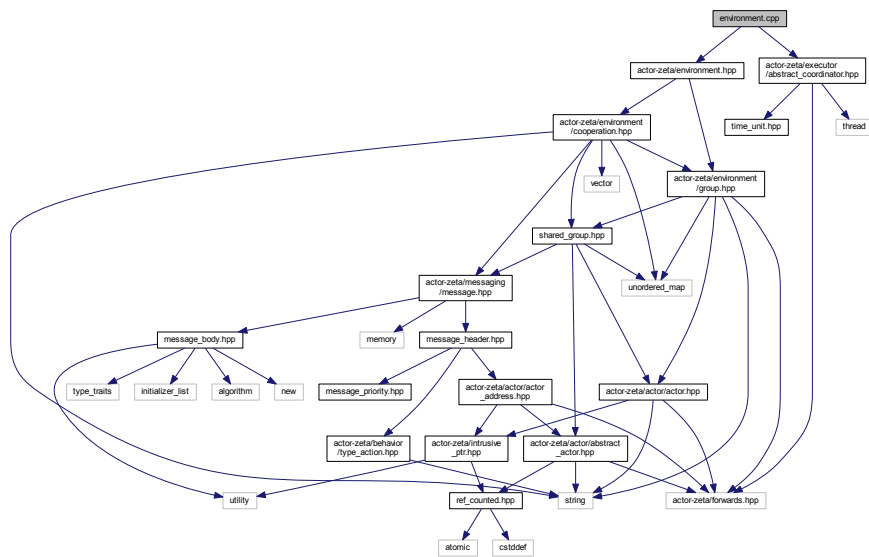 environment.cpp
actor-zeta/environment.hpp
actor-zeta/executor
/abstract_coordinator.hpp
actor-zeta/environment
/cooperation.hpp
time_unit.hpp
thread
vector
actor-zeta/environment
/group.hpp
shared_group.hpp
actor-zeta/messaging
/message.hpp
unordered_map
message_body.hpp
memory
message_header.hpp
type_traits
initializer_list
algorithm
new
message_priority.hpp
actor-zeta/actor/actor
_address.hpp
actor-zeta/actor/actor.hpp
actor-zeta/behavior
/type_action.hpp
actor-zeta/intrusive
_ptr.hpp
actor-zeta/actor/abstract
_actor.hpp
utility
ref_counted.hpp
string
actor-zeta/forwards.hpp
atomic
cstddef